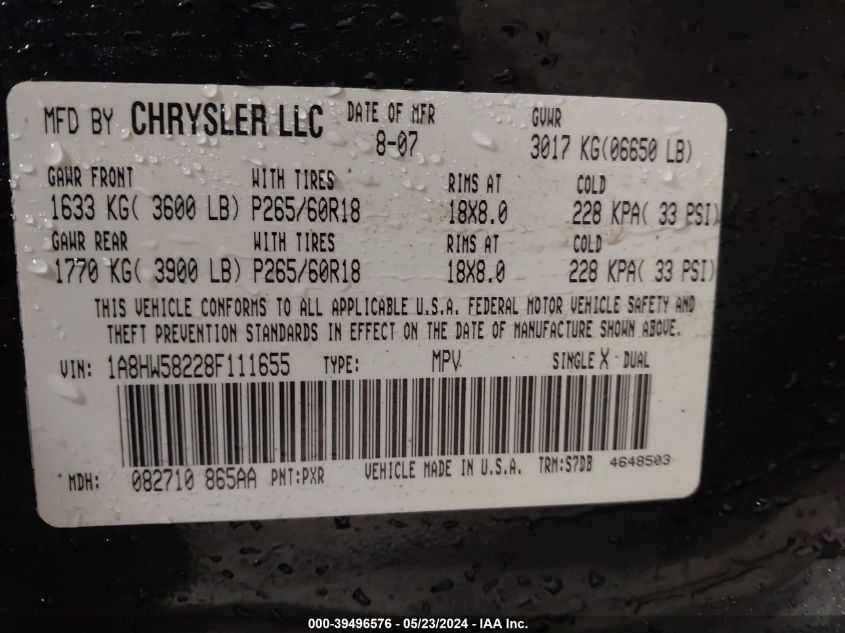 MFD BY CHRYSLER LLC DATE OF MFR 8-07 GVWR 3017 KG(06650 LB)
GAWR FRONT WITH TIRES RIMS AT COLD
1633 KG( 3600 LB) P265/60R18 18X8.0 228 KPA( 33 PSI)
GAWR REAR WITH TIRES RIMS AT COLD
1770 KG( 3900 LB) P265/60R18 18X8.0 228 KPA( 33 PSI)
THIS VEHICLE CONFORMS TO ALL APPLICABLE U.S.A. FEDERAL MOTOR VEHICLE SAFETY AND
THEFT PREVENTION STANDARDS IN EFFECT ON THE DATE OF MANUFACTURE SHOWN ABOVE.
VIN: 1A8HW58228F111655 TYPE: MPV SINGLE X DUAL
MDH: 082710 865AA PNT:PXR VEHICLE MADE IN U.S.A. TRM:S7DB 4648503
000-39496576 - 05/23/2024 - IAA Inc.